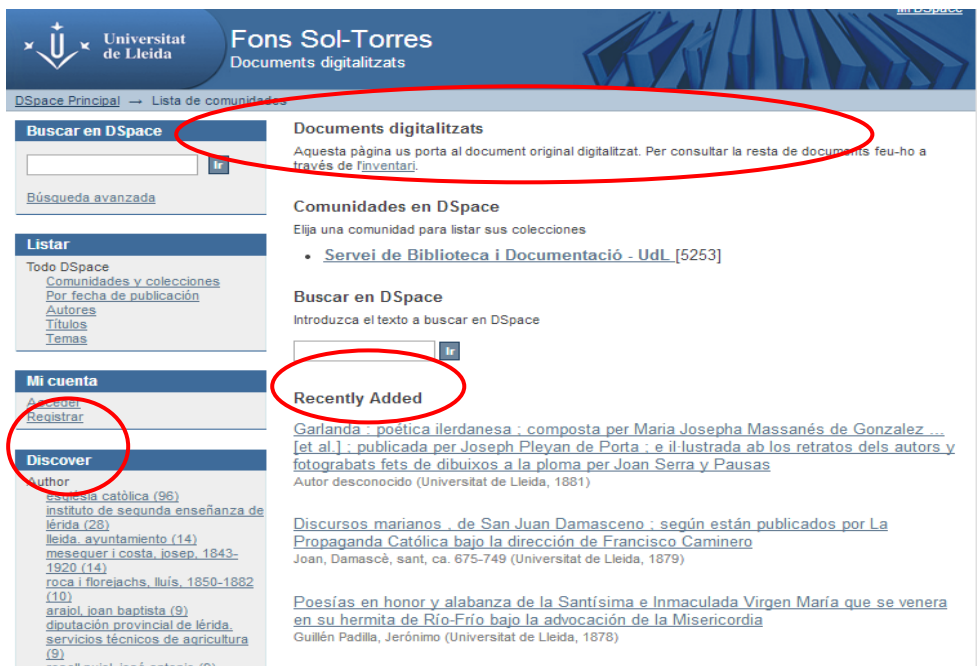 Mi DSpace
Universitat
de Lleida
Fons Sol-Torres
Documents digitalitzats
DSpace Principal → Lista de comunidades
Buscar en DSpace
Ir
Búsqueda avanzada
Listar
Todo DSpace
Comunidades y colecciones
Por fecha de publicación
Autores
Títulos
Temas
Mi cuenta
Acceder
Registrar
Discover
Author
església catòlica (96)
instituto de segunda enseñanza de
lérida (28)
lleida. ayuntamiento (14)
meseguer i costa, josep, 1843-
1920 (14)
roca i florejachs, lluís, 1850-1882
(10)
arajol, joan baptista (9)
diputación provincial de lérida.
servicios técnicos de agricultura
(9)
Documents digitalitzats
Aquesta pàgina us porta al document original digitalitzat. Per consultar la resta de documents feu-ho a
través de l'inventari.
Comunidades en DSpace
Elija una comunidad para listar sus colecciones
• Servei de Biblioteca i Documentació - UdL [5253]
Buscar en DSpace
Introduzca el texto a buscar en DSpace
Ir
Recently Added
Garlanda : poética ilerdanesa : composta per Maria Josepha Massanés de Gonzalez ...
[et al.] ; publicada per Joseph Pleyan de Porta ; e il·lustrada ab los retratos dels autors y
fotograbats fets de dibuixos a la ploma per Joan Serra y Pausas
Autor desconocido (Universitat de Lleida, 1881)
Discursos marianos , de San Juan Damasceno ; según están publicados por La
Propaganda Católica bajo la dirección de Francisco Caminero
Joan, Damascè, sant, ca. 675-749 (Universitat de Lleida, 1879)
Poesías en honor y alabanza de la Santísima e Inmaculada Virgen María que se venera
en su hermita de Río-Frío bajo la advocación de la Misericordia
Guillén Padilla, Jerónimo (Universitat de Lleida, 1878)